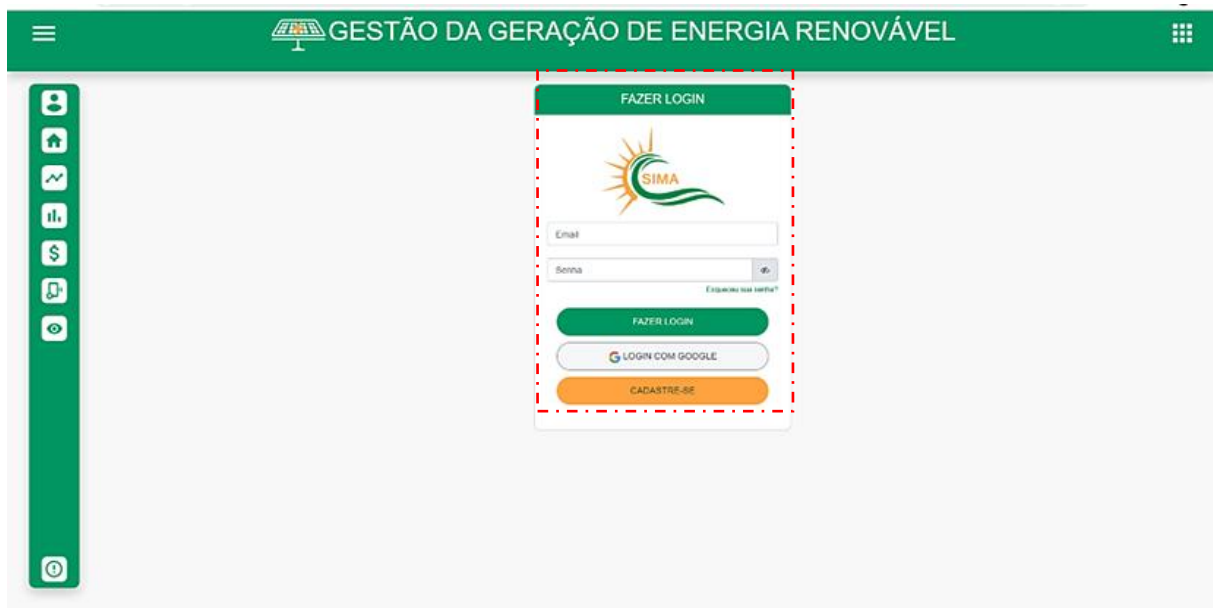 GESTÃO DA GERAÇÃO DE ENERGIA RENOVÁVEL
FAZER LOGIN
SIMA
Email
Senha
Esqueceu sua senha?
FAZER LOGIN
LOGIN COM GOOGLE
CADASTRE-SE